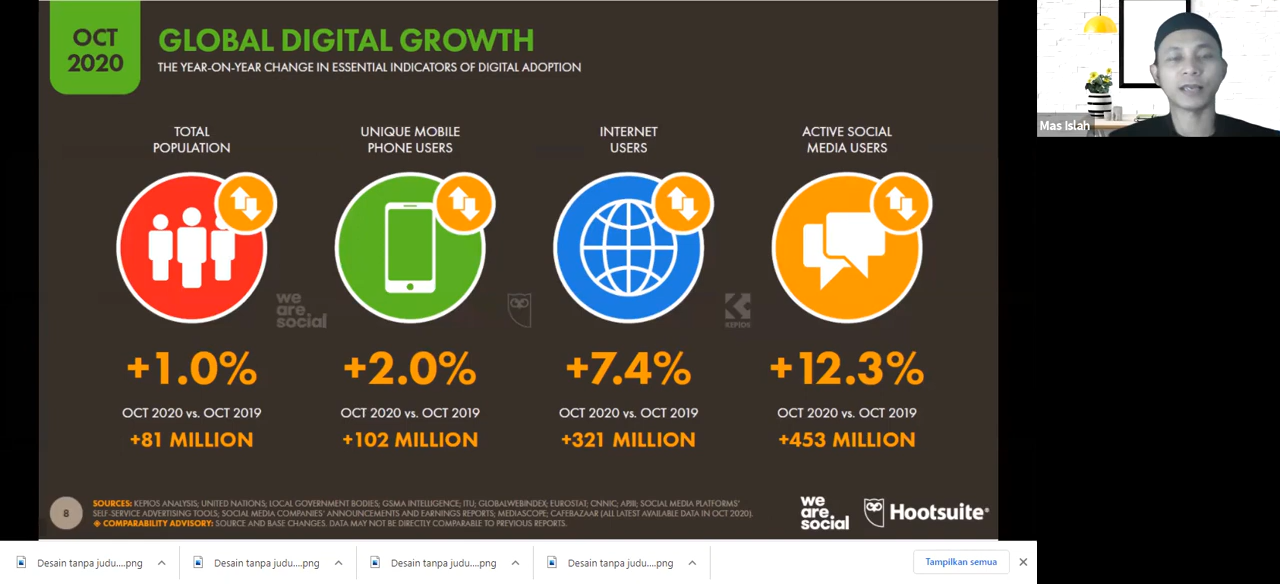 OCT
2020
GLOBAL DIGITAL GROWTH
THE YEAR-ON-YEAR CHANGE IN ESSENTIAL INDICATORS OF DIGITAL ADOPTION
Mas Islah
TOTAL
POPULATION
UNIQUE MOBILE
PHONE USERS
INTERNET
USERS
ACTIVE SOCIAL
MEDIA USERS
we
are
social
KEPIOS
+1.0%
+2.0%
+7.4%
+12.3%
OCT 2020 vs. OCT 2019
OCT 2020 vs. OCT 2019
OCT 2020 vs. OCT 2019
OCT 2020 vs. OCT 2019
+81 MILLION
+102 MILLION
+321 MILLION
+453 MILLION
8
SOURCES: KEPIOS ANALYSIS; UNITED NATIONS; LOCAL GOVERNMENT BODIES; GSMA INTELLIGENCE; ITU; GLOBALWEBINDEX; EUROSTAT; CNNIC; APJII; SOCIAL MEDIA PLATFORMS'
SELF-SERVICE ADVERTISING TOOLS; SOCIAL MEDIA COMPANIES' ANNOUNCEMENTS AND EARNINGS REPORTS; MEDIASCOPE; CAFEBAZAAR (ALL LATEST AVAILABLE DATA IN OCT 2020).
COMPARABILITY ADVISORY: SOURCE AND BASE CHANGES. DATA MAY NOT BE DIRECTLY COMPARABLE TO PREVIOUS REPORTS.
we
are
social
Hootsuite®
Desain tanpa judu....png
Desain tanpa judu....png
Desain tanpa judu....png
Desain tanpa judu....png
Tampilkan semua